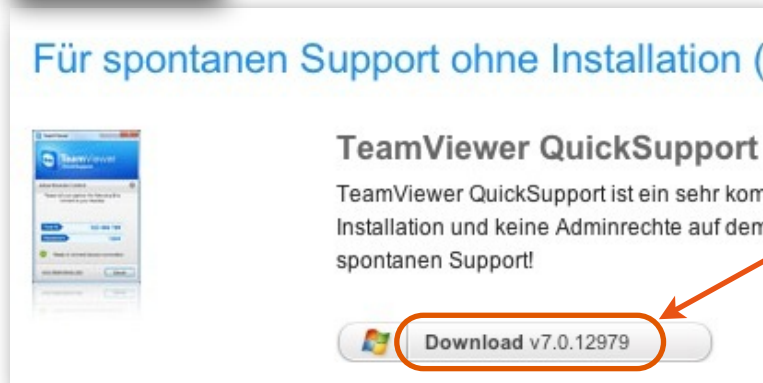 Für spontanen Support ohne Installation (
TeamViewer
TeamViewer QuickSupport
TeamViewer QuickSupport ist ein sehr kom
Installation und keine Adminrechte auf dem
spontanen Support!
Download v7.0.12979